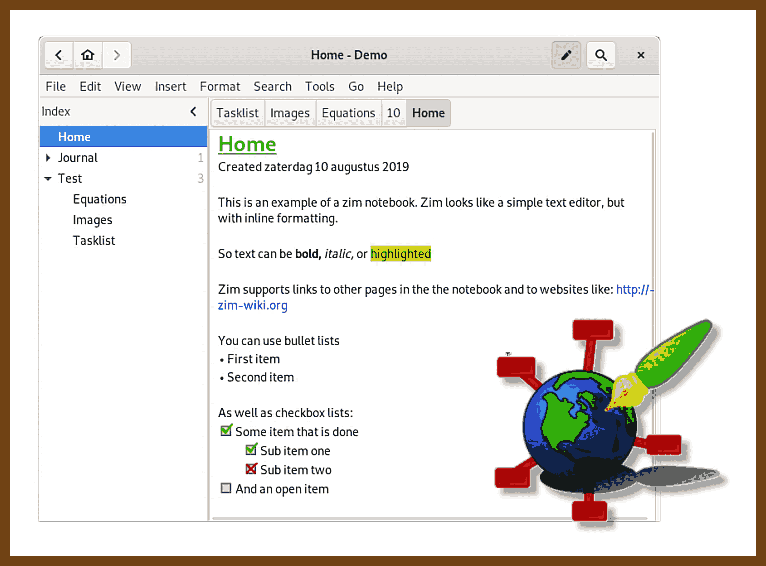 Home - Demo
File Edit View Insert Format Search Tools Go Help
Index
Tasklist Images Equations 10 Home
Home
Journal 1
Test 3
Equations
Images
Tasklist
Home
Created zaterdag 10 augustus 2019
This is an example of a zim notebook. Zim looks like a simple text editor, but
with inline formatting.
So text can be bold, italic, or highlighted
Zim supports links to other pages in the the notebook and to websites like: http://-
zim-wiki.org
You can use bullet lists
• First item
• Second item
As well as checkbox lists:
Some item that is done
Sub item one
Sub item two
And an open item